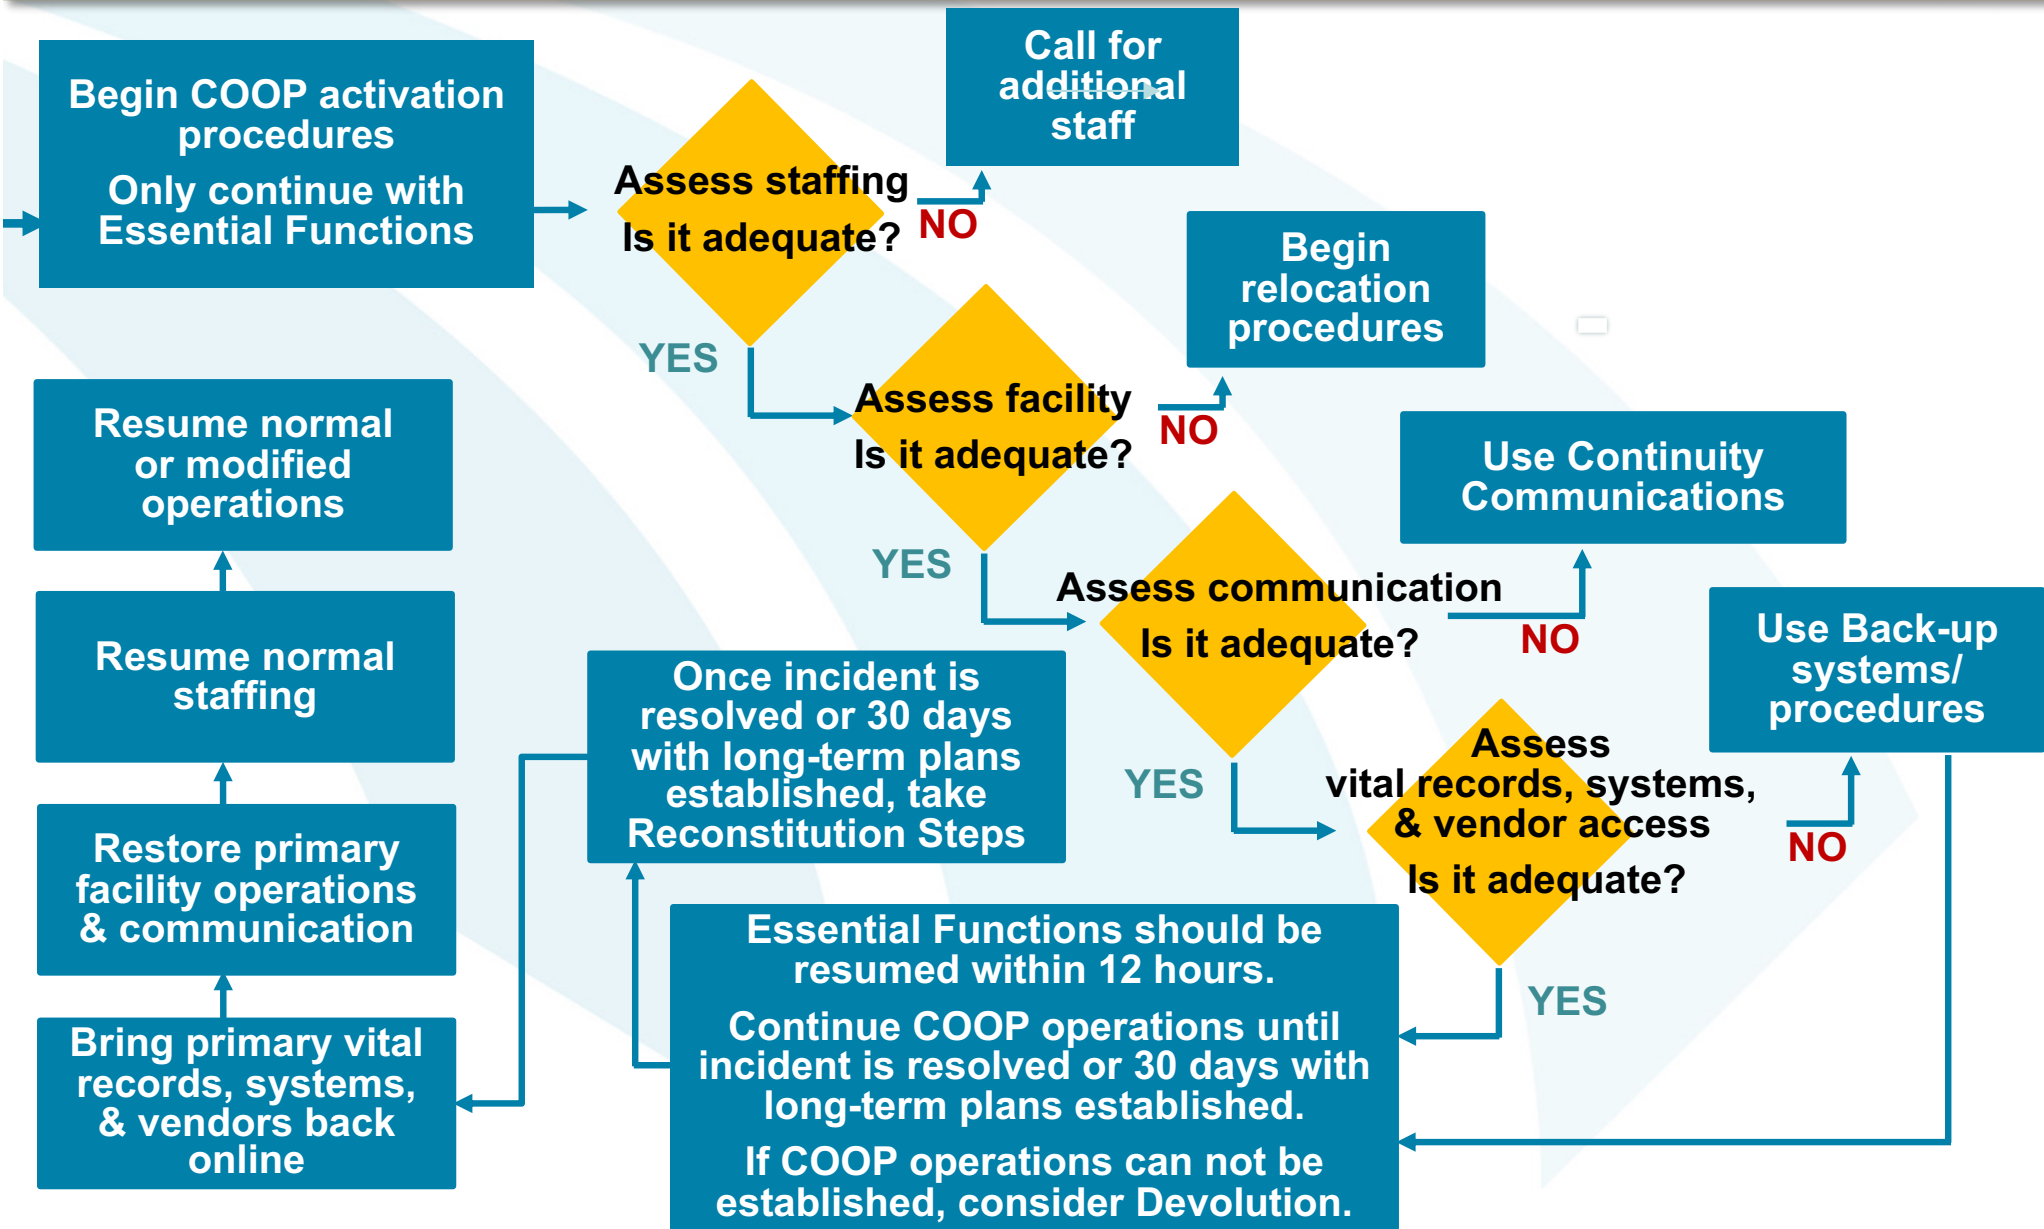 Begin COOP activation
procedures
Only continue with
Essential Functions
Assess staffing
Is it adequate?
NO
Call for
additional
staff
YES
Assess facility
Is it adequate?
NO
Begin
relocation
procedures
YES
Assess communication
Is it adequate?
NO
Use Continuity
Communications
YES
Assess
vital records, systems,
& vendor access
Is it adequate?
NO
Use Back-up
systems/
procedures
YES
Essential Functions should be
resumed within 12 hours.
Continue COOP operations until
incident is resolved or 30 days with
long-term plans established.
If COOP operations can not be
established, consider Devolution.
Once incident is
resolved or 30 days
with long-term plans
established, take
Reconstitution Steps
Bring primary vital
records, systems,
& vendors back
online
Restore primary
facility operations
& communication
Resume normal
staffing
Resume normal
or modified
operations